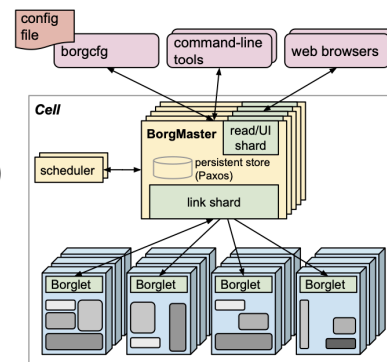 config
file
borgcfg
command-line
tools
web browsers
Cell
BorgMaster
read/UI
shard
persistent store
(Paxos)
scheduler
link shard
Borglet
Borglet
Borglet
Borglet